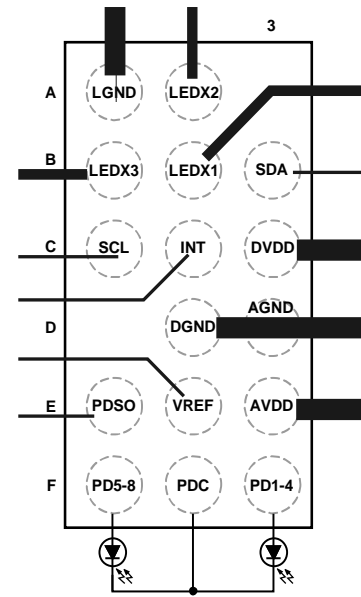 3
A LGND LEDX2
B LEDX3 LEDX1 SDA
C SCL INT DVDD
AGND
D DGND
E PDSO VREF AVDD
F PD5-8 PDC PD1-4